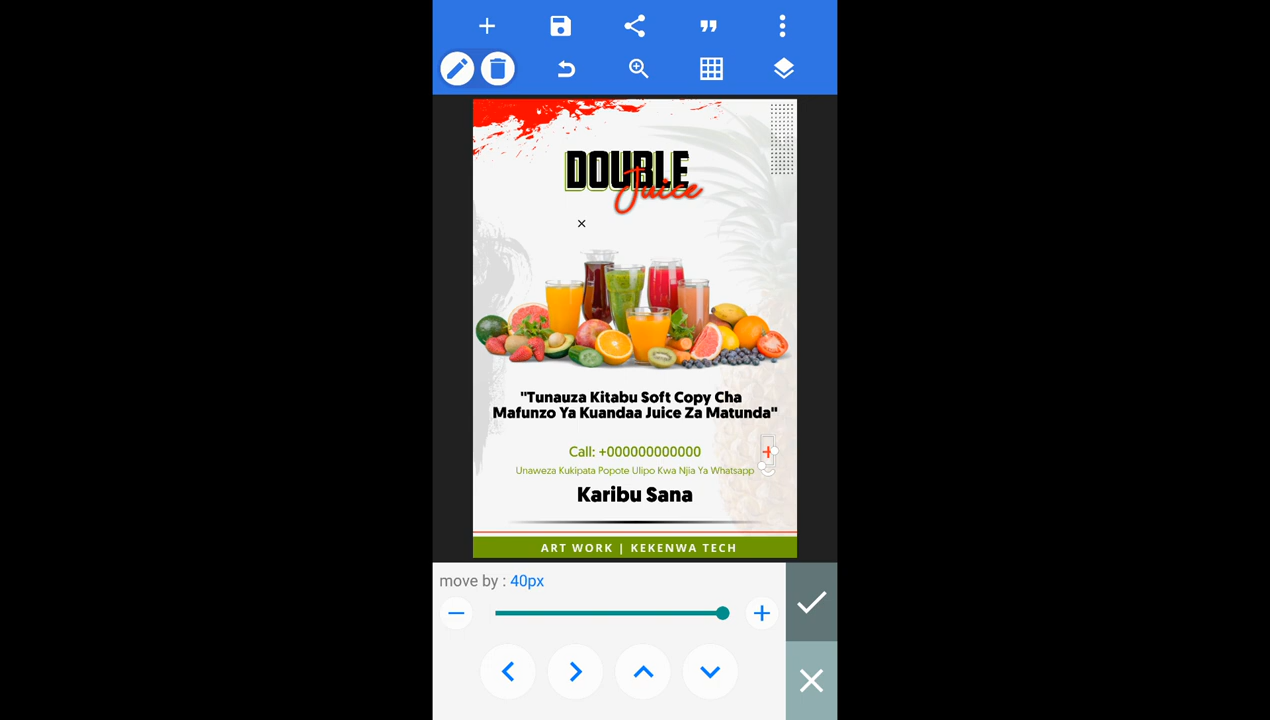 DOUBLE
Juice
×
"Tunauza Kitabu Soft Copy Cha
Mafunzo Ya Kuandaa Juice Za Matunda"
Call: +000000000000
+
Unaweza Kukipata Popote Ulipo Kwa Njia Ya Whatsapp
Karibu Sana
ART WORK | KEKENWA TECH
move by : 40px